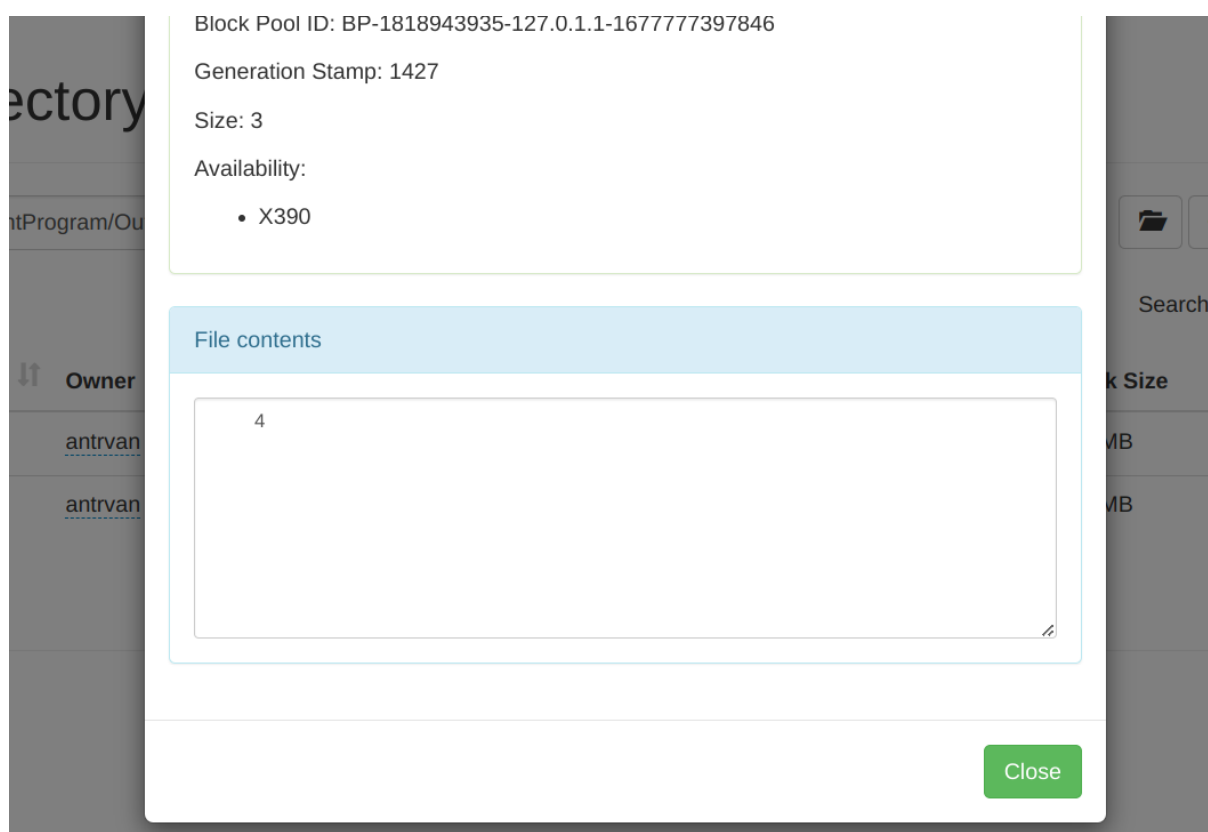 Block Pool ID: BP-1818943935-127.0.1.1-1677777397846
Generation Stamp: 1427
ectory
Size: 3
Availability:
• X390
ntProgram/Ou
Search
File contents
Owner
k Size
4
antrvan
MB
antrvan
MB
Close